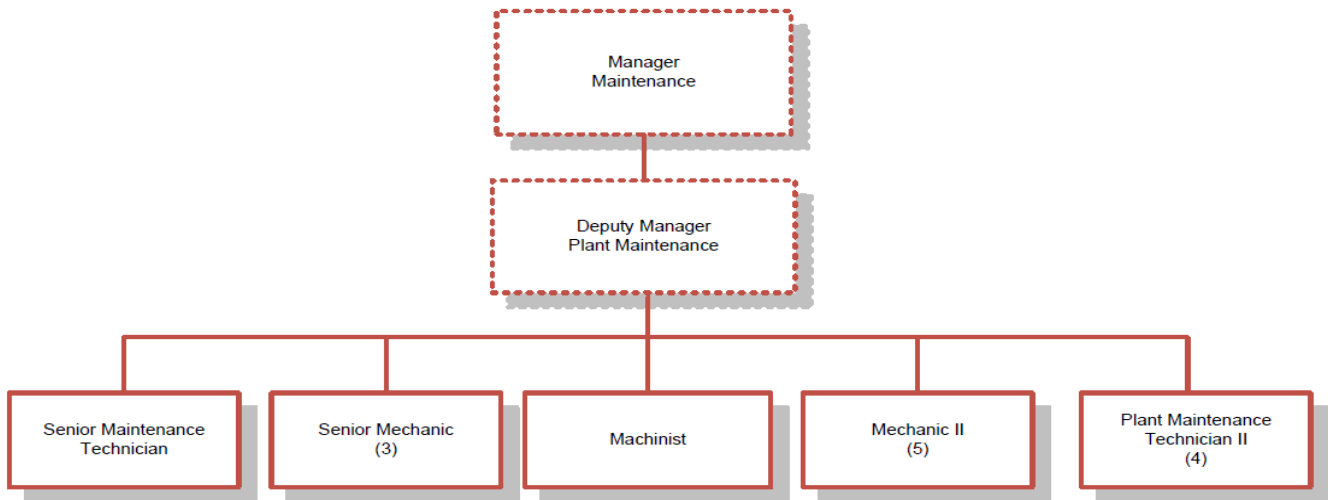 Manager
Maintenance
Deputy Manager
Plant Maintenance
Senior Maintenance
Technician
Senior Mechanic
(3)
Machinist
Mechanic II
(5)
Plant Maintenance
Technician II
(4)